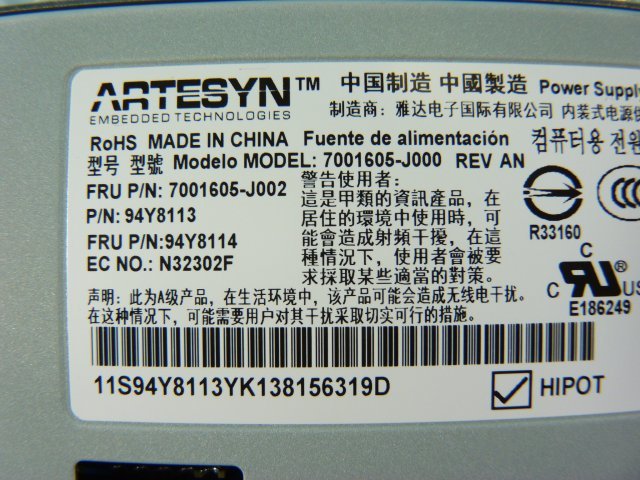 ARTESYN™
EMBEDDED TECHNOLOGIES
中国制造 中國製造 Power Supply
制造商：雅达电子国际有限公司 内装式电源
RoHS MADE IN CHINA Fuente de alimentación 컴퓨터용 전원
型号 型號 Modelo MODEL: 7001605-J000 REV AN
FRU P/N: 7001605-J002
P/N: 94Y8113
FRU P/N:94Y8114
EC NO.: N32302F
警告使用者：
這是甲類的資訊產品，在
居住的環境中使用時，可
能會造成射頻干擾，在這
種情況下，使用者會被要
求採取某些適當的對策。
R33160
CCC
C RU® US
E186249
声明：此为A级产品，在生活环境中，该产品可能会造成无线电干扰。
在这种情况下，可能需要用户对其干扰采取切实可行的措施。
11S94Y8113YK138156319D
HIPOT